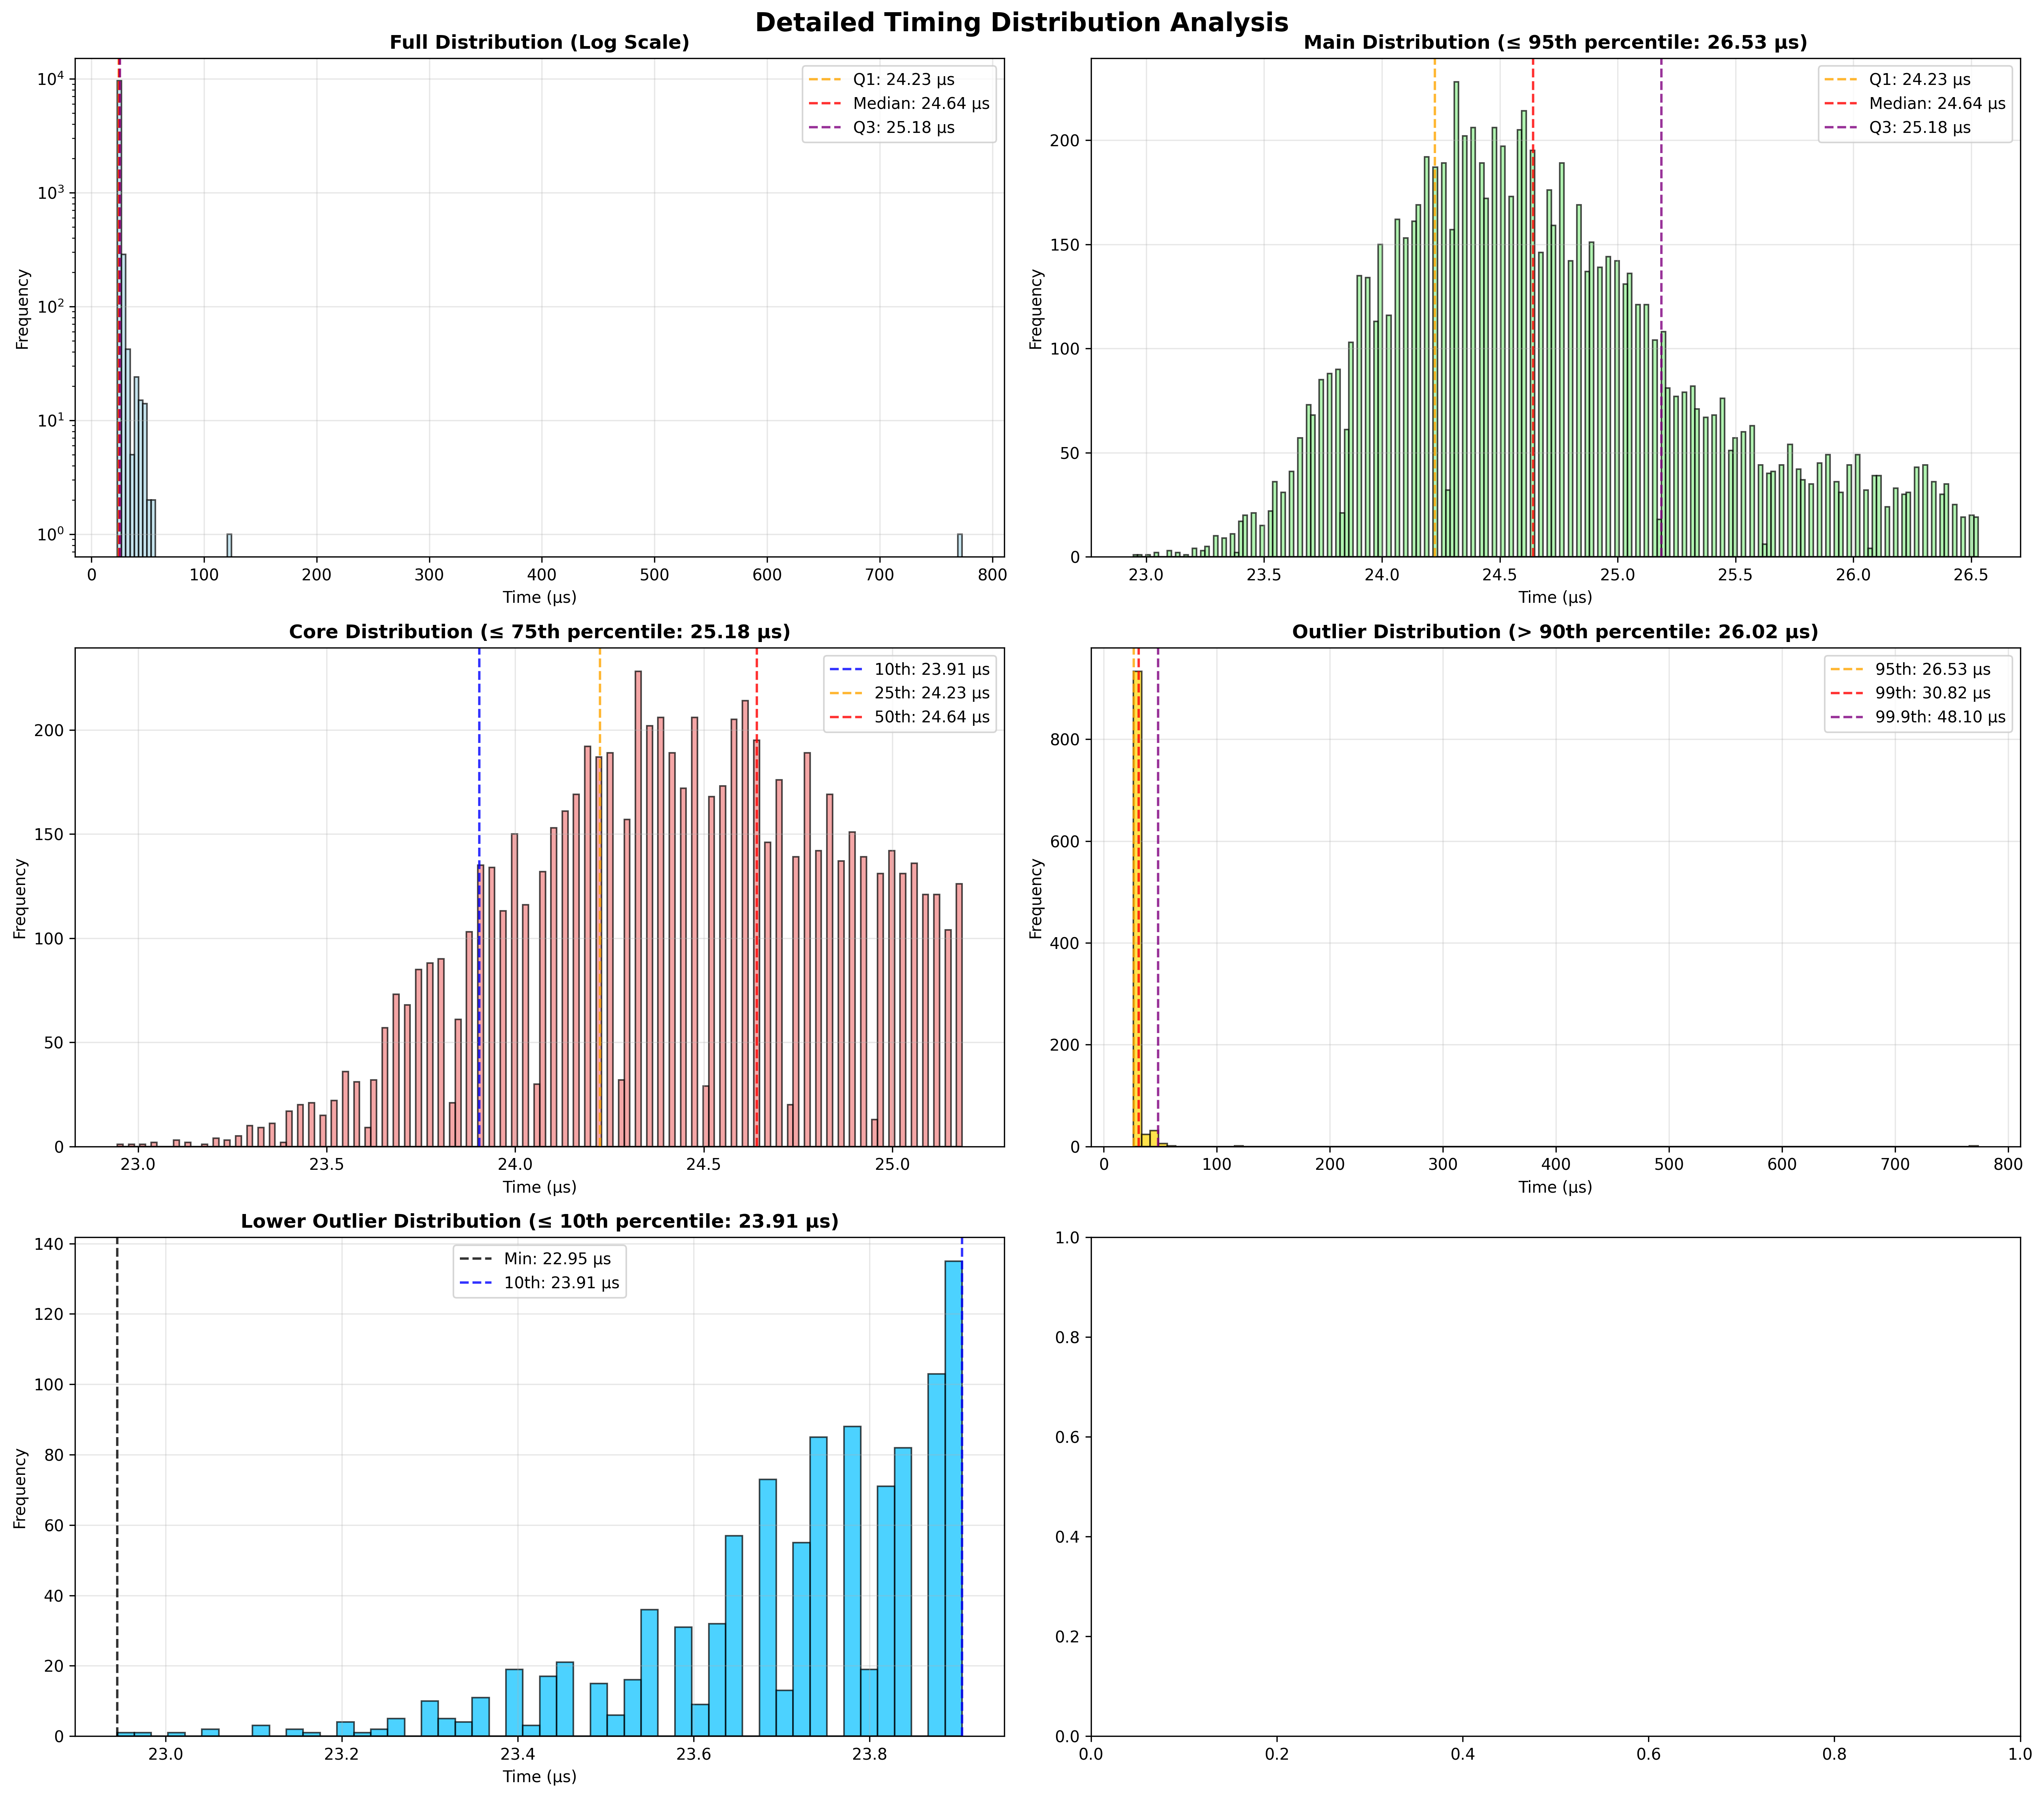 Detailed Timing Distribution Analysis
Full Distribution (Log Scale)
Frequency
10⁴
10³
10²
10¹
10⁰
Q1: 24.23 μs
Median: 24.64 μs
Q3: 25.18 μs
0 100 200 300 400 500 600 700 800
Time (μs)
Main Distribution (≤ 95th percentile: 26.53 μs)
Frequency
200
150
100
50
0
Q1: 24.23 μs
Median: 24.64 μs
Q3: 25.18 μs
23.0 23.5 24.0 24.5 25.0 25.5 26.0 26.5
Time (μs)
Core Distribution (≤ 75th percentile: 25.18 μs)
Frequency
200
150
100
50
0
10th: 23.91 μs
25th: 24.23 μs
50th: 24.64 μs
23.0 23.5 24.0 24.5 25.0
Time (μs)
Outlier Distribution (> 90th percentile: 26.02 μs)
Frequency
800
600
400
200
0
95th: 26.53 μs
99th: 30.82 μs
99.9th: 48.10 μs
0 100 200 300 400 500 600 700 800
Time (μs)
Lower Outlier Distribution (≤ 10th percentile: 23.91 μs)
Frequency
140
120
100
80
60
40
20
0
Min: 22.95 μs
10th: 23.91 μs
23.0 23.2 23.4 23.6 23.8
Time (μs)
1.0
0.8
0.6
0.4
0.2
0.0
0.0 0.2 0.4 0.6 0.8 1.0